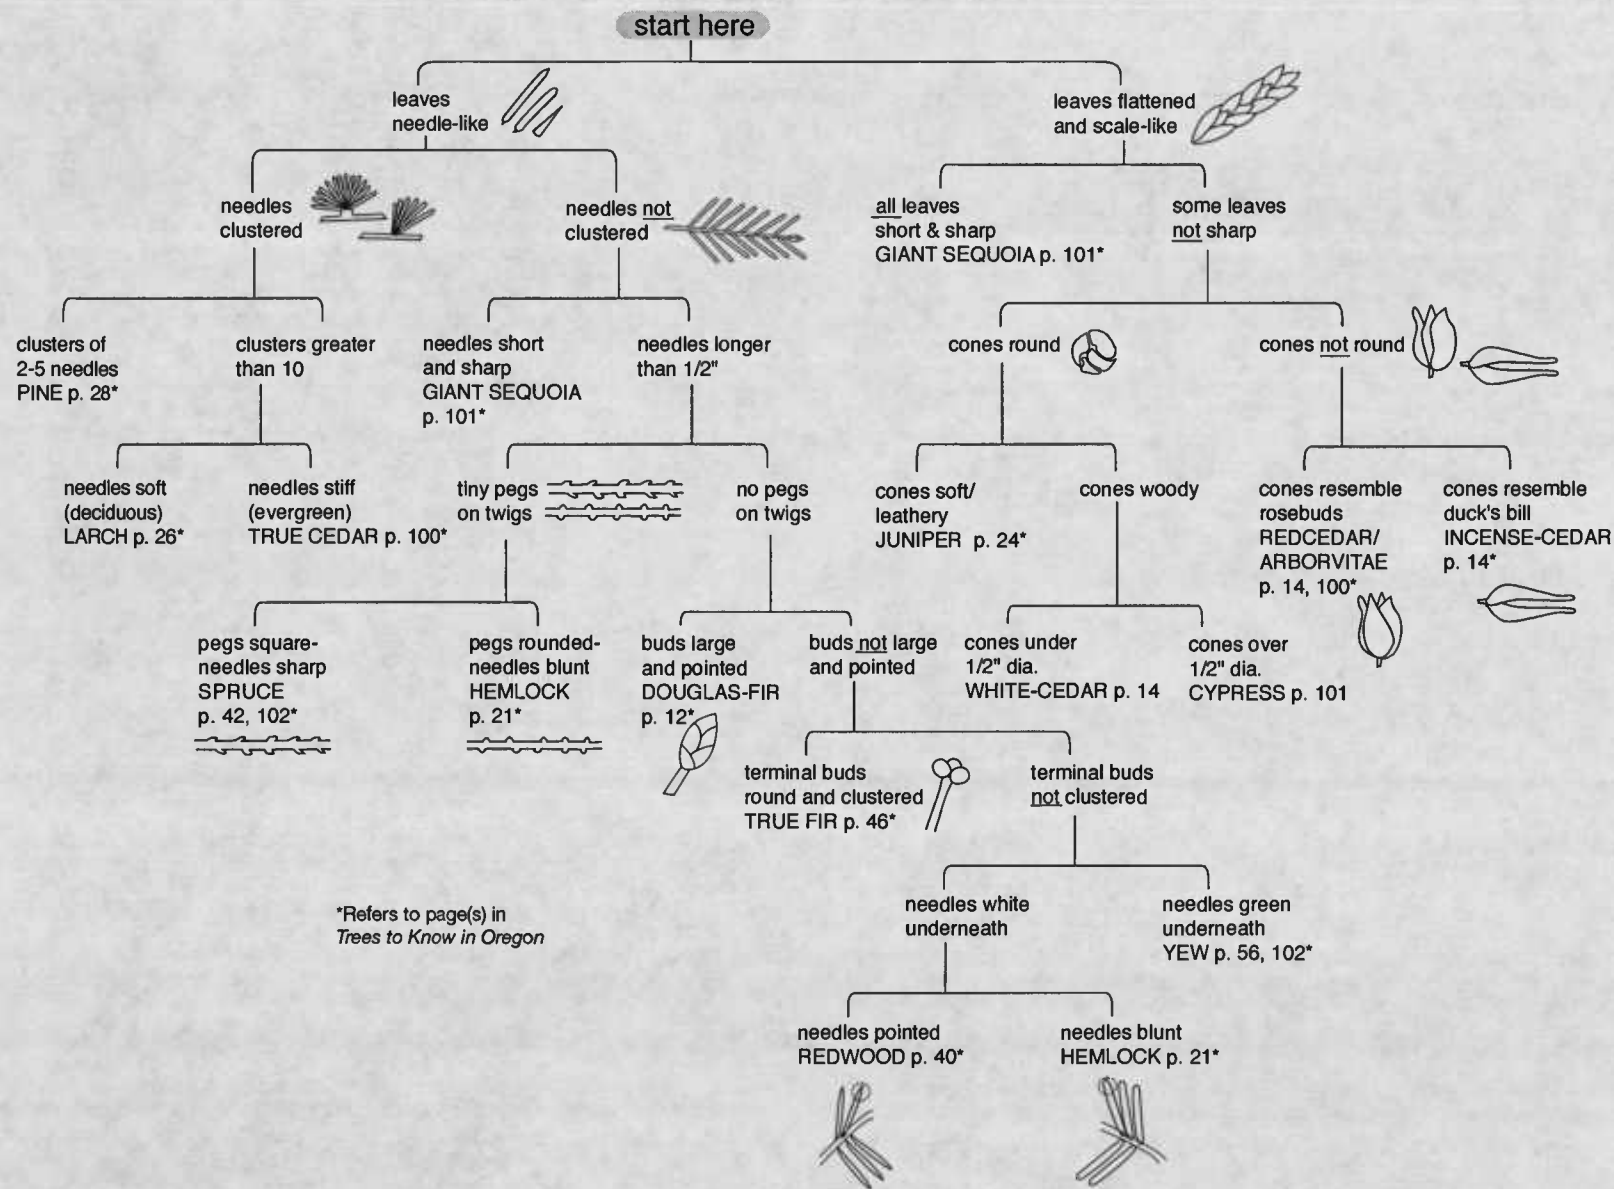 start here
leaves
needle-like
leaves flattened
and scale-like
needles
clustered
needles not
clustered
all leaves
short & sharp
GIANT SEQUOIA p. 101*
some leaves
not sharp
clusters of
2-5 needles
PINE p. 28*
clusters greater
than 10
needles short
and sharp
GIANT SEQUOIA
p. 101*
needles longer
than 1/2"
cones round
cones not round
needles soft
(deciduous)
LARCH p. 26*
needles stiff
(evergreen)
TRUE CEDAR p. 100*
tiny pegs
on twigs
no pegs
on twigs
cones soft/
leathery
JUNIPER p. 24*
cones woody
cones resemble
rosebuds
REDCEDAR/
ARBORVITAE
p. 14, 100*
cones resemble
duck's bill
INCENSE-CEDAR
p. 14*
pegs square-
needles sharp
SPRUCE
p. 42, 102*
pegs rounded-
needles blunt
HEMLOCK
p. 21*
buds large
and pointed
DOUGLAS-FIR
p. 12*
buds not large
and pointed
cones under
1/2" dia.
WHITE-CEDAR p. 14
cones over
1/2" dia.
CYPRESS p. 101
terminal buds
round and clustered
TRUE FIR p. 46*
terminal buds
not clustered
needles white
underneath
needles green
underneath
YEW p. 56, 102*
*Refers to page(s) in
Trees to Know in Oregon
needles pointed
REDWOOD p. 40*
needles blunt
HEMLOCK p. 21*